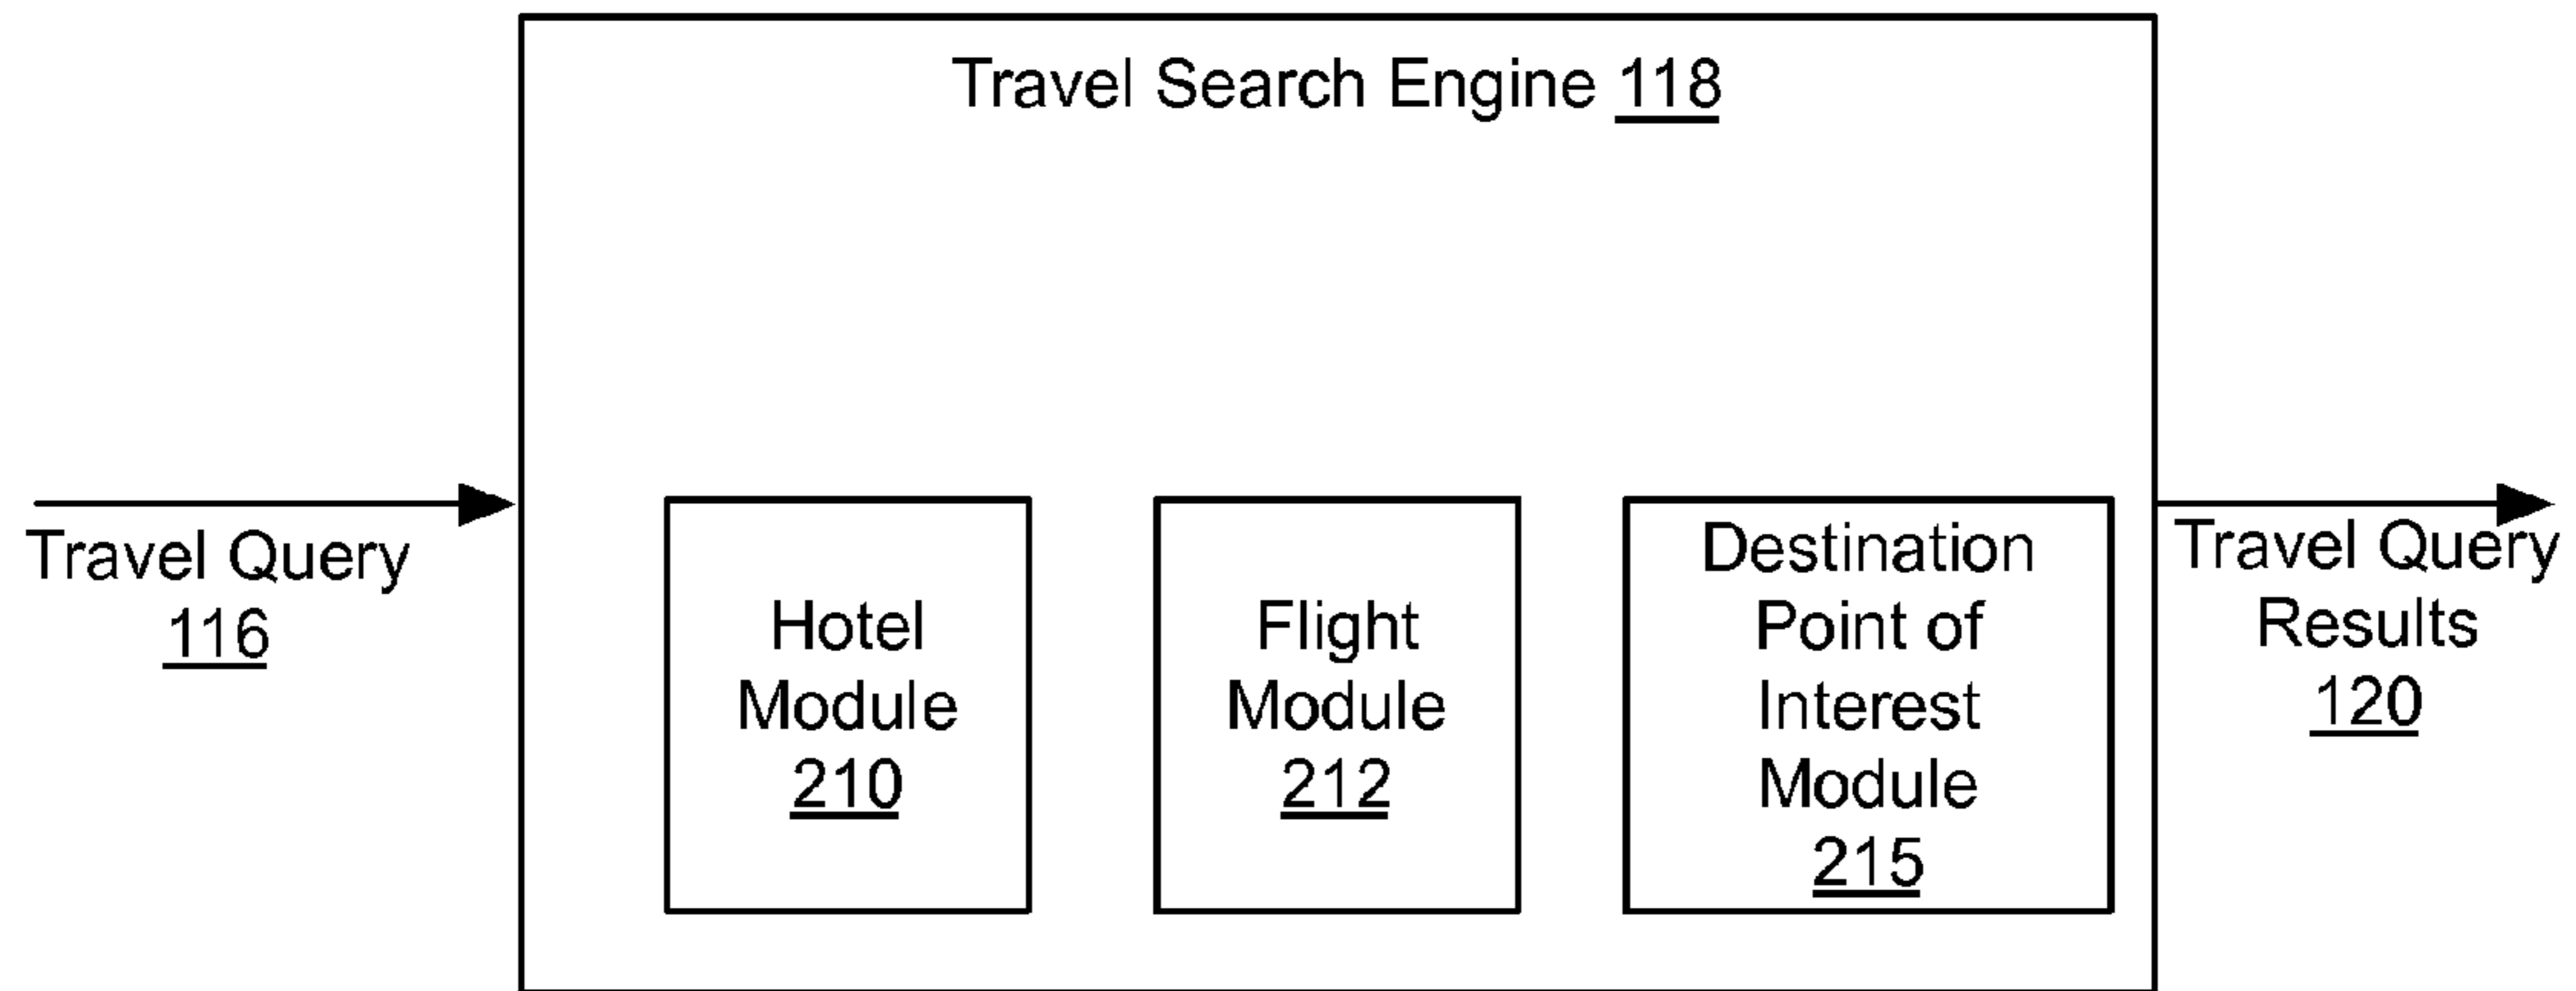 Travel Search Engine 118
Travel Query
116
Hotel
Module
210
Flight
Module
212
Destination
Point of
Interest
Module
215
Travel Query
Results
120